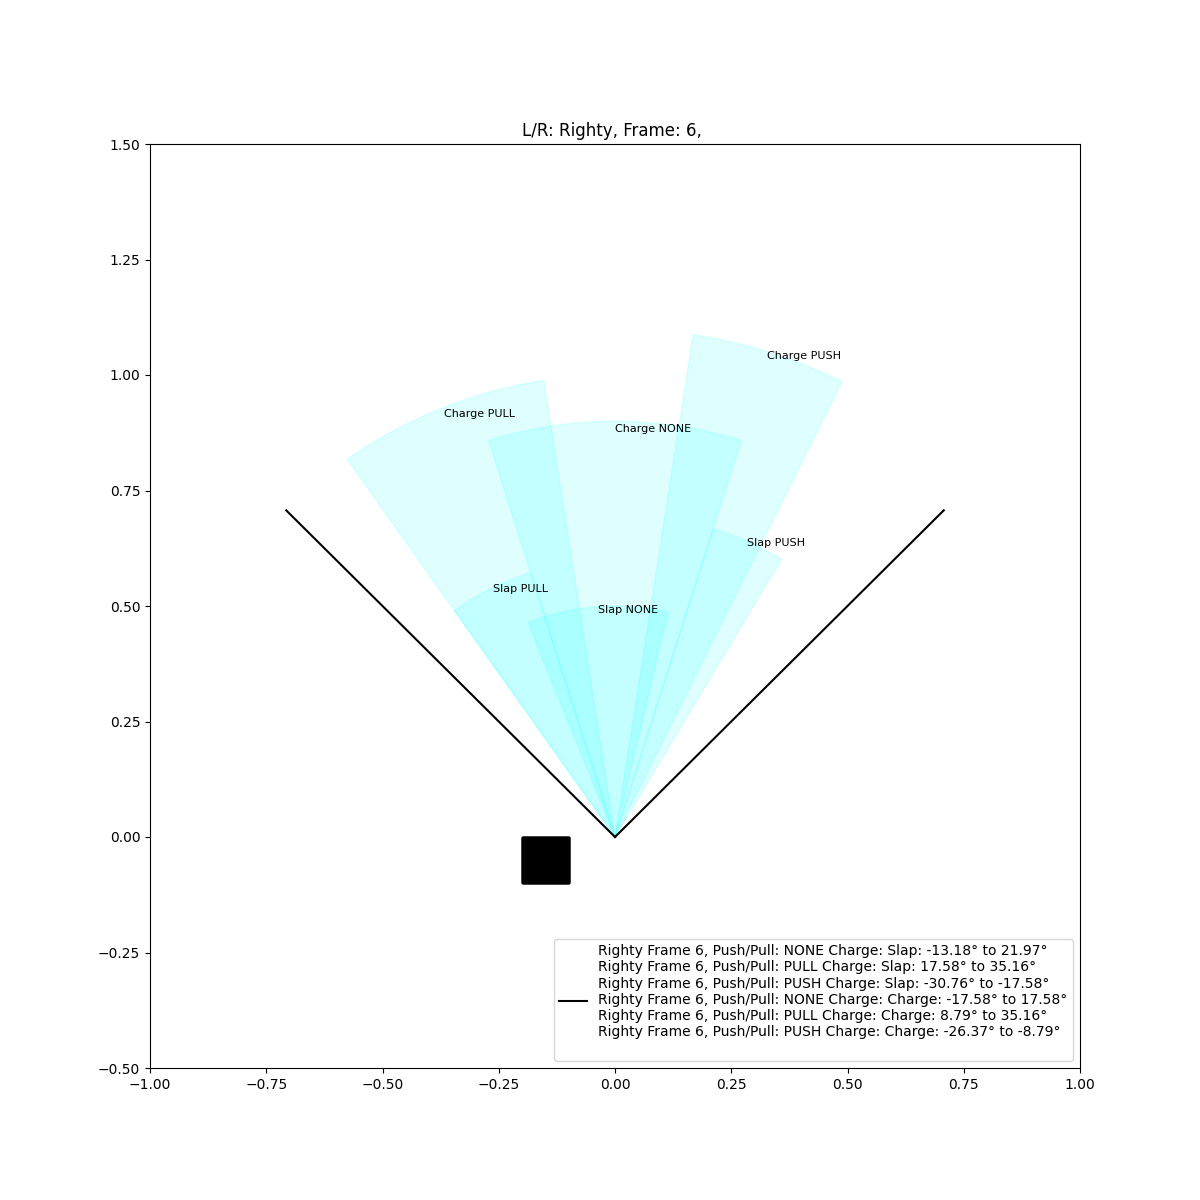 L/R: Righty, Frame: 6,
1.50
1.25
1.00
0.75
0.50
0.25
0.00
−0.25
−0.50
Charge PUSH
Charge PULL
Charge NONE
Slap PUSH
Slap PULL
Slap NONE
Righty Frame 6, Push/Pull: NONE Charge: Slap: -13.18° to 21.97°
Righty Frame 6, Push/Pull: PULL Charge: Slap: 17.58° to 35.16°
Righty Frame 6, Push/Pull: PUSH Charge: Slap: -30.76° to -17.58°
Righty Frame 6, Push/Pull: NONE Charge: Charge: -17.58° to 17.58°
Righty Frame 6, Push/Pull: PULL Charge: Charge: 8.79° to 35.16°
Righty Frame 6, Push/Pull: PUSH Charge: Charge: -26.37° to -8.79°
−1.00 −0.75 −0.50 −0.25 0.00 0.25 0.50 0.75 1.00